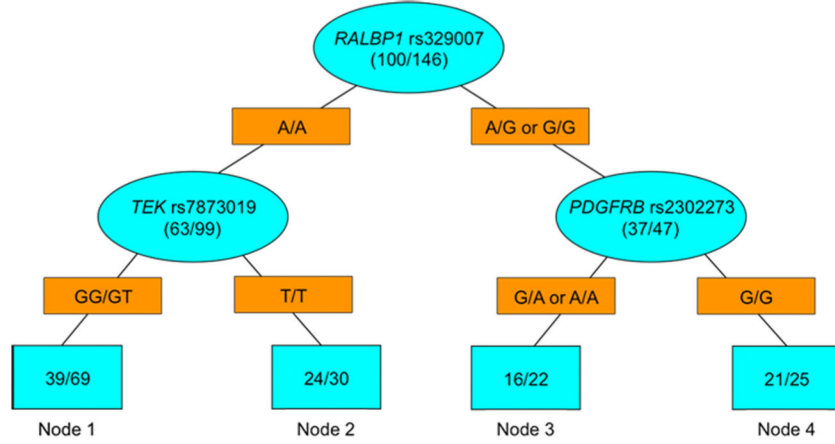 RALBP1 rs329007
(100/146)
A/A
A/G or G/G
TEK rs7873019
(63/99)
PDGFRB rs2302273
(37/47)
GG/GT
T/T
G/A or A/A
G/G
39/69
24/30
16/22
21/25
Node 1
Node 2
Node 3
Node 4